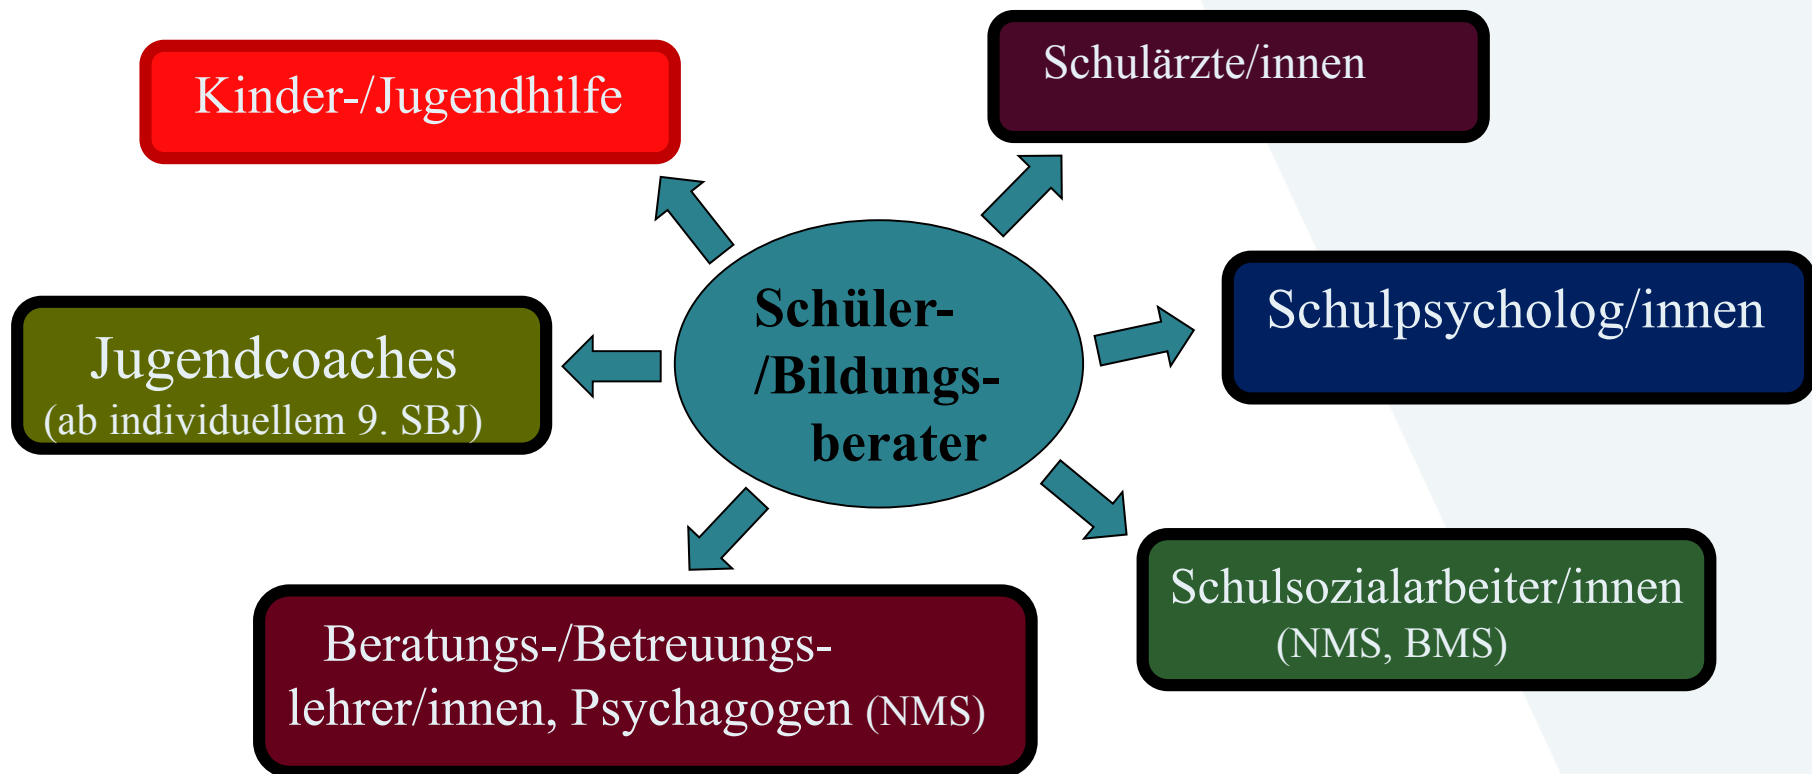 Kinder-/Jugendhilfe
Schulärzte/innen
Schüler-
/Bildungs-
berater
Schulpsycholog/innen
Jugendcoaches
(ab individuellem 9. SBJ)
Schulsozialarbeiter/innen
(NMS, BMS)
Beratungs-/Betreuungs-
lehrer/innen, Psychagogen (NMS)